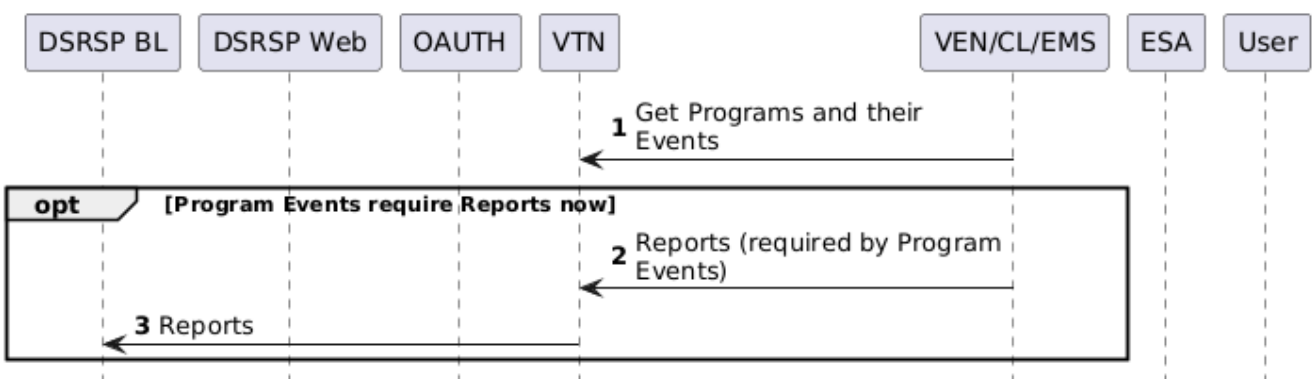 DSRSP BL
DSRSP Web
OAUTH
VTN
VEN/CL/EMS
ESA
User
1 Get Programs and their
Events
opt [Program Events require Reports now]
2 Reports (required by Program
Events)
3 Reports